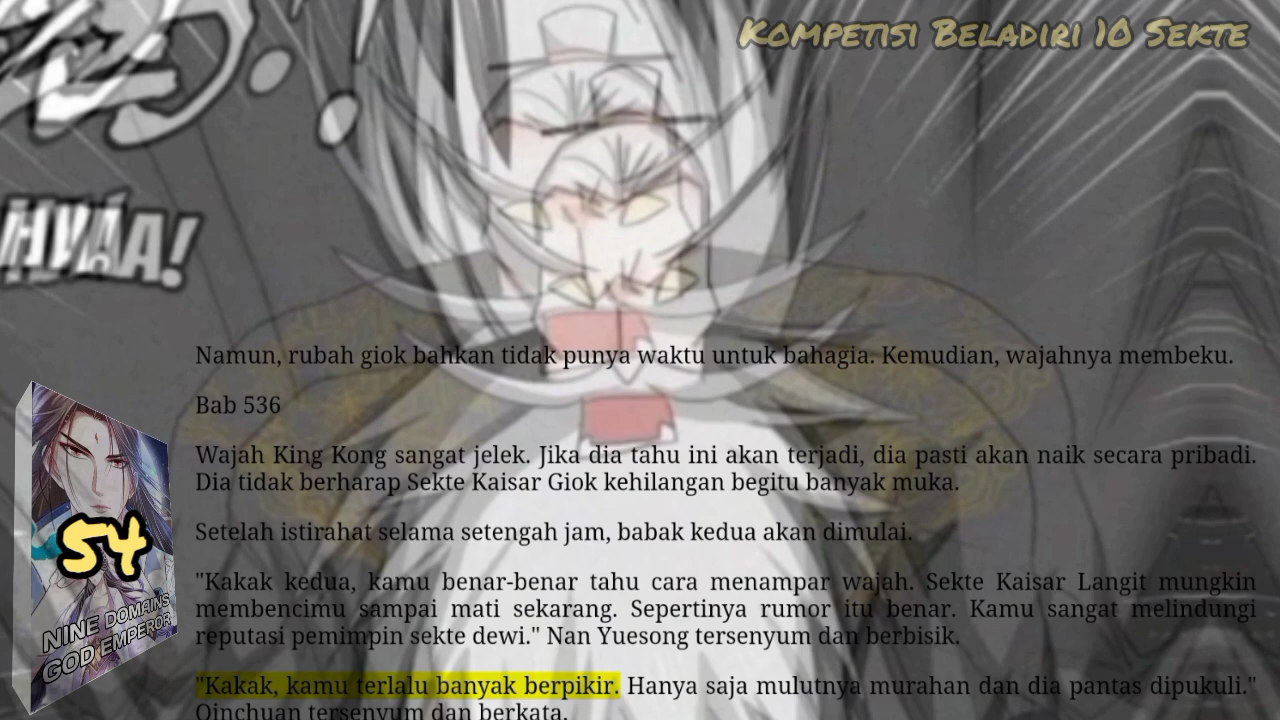 Kompetisi Beladiri 10 Sekte
HYAA!
Namun, rubah giok bahkan tidak punya waktu untuk bahagia. Kemudian, wajahnya membeku.
Bab 536
Wajah King Kong sangat jelek. Jika dia tahu ini akan terjadi, dia pasti akan naik secara pribadi.
Dia tidak berharap Sekte Kaisar Giok kehilangan begitu banyak muka.
Setelah istirahat selama setengah jam, babak kedua akan dimulai.
"Kakak kedua, kamu benar-benar tahu cara menampar wajah. Sekte Kaisar Langit mungkin
membencimu sampai mati sekarang. Sepertinya rumor itu benar. Kamu sangat melindungi
reputasi pemimpin sekte dewi." Nan Yuesong tersenyum dan berbisik.
"Kakak, kamu terlalu banyak berpikir. Hanya saja mulutnya murahan dan dia pantas dipukuli."
Qinchuan tersenyum dan berkata.
54
NINE DOMAINS
GOD EMPEROR